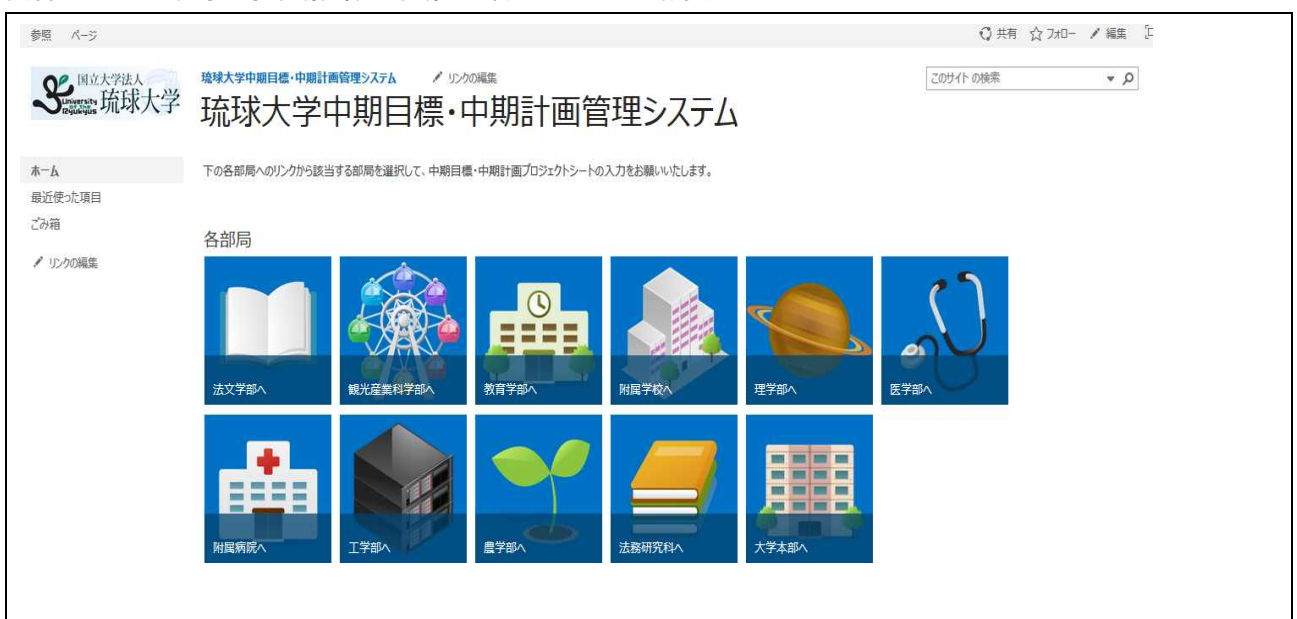 参照 ページ
共有 フォロー 編集
国立大学法人
University of the Ryukyus
琉球大学
琉球大学中期目標・中期計画管理システム リンクの編集
このサイト の検索
琉球大学中期目標・中期計画管理システム
ホーム
最近使った項目
ごみ箱
リンクの編集
下の各部局へのリンクから該当する部局を選択して、中期目標・中期計画プロジェクトシートの入力をお願いいたします。
各部局
法文学部へ
観光産業科学部へ
教育学部へ
附属学校へ
理学部へ
医学部へ
附属病院へ
工学部へ
農学部へ
法務研究科へ
大学本部へ